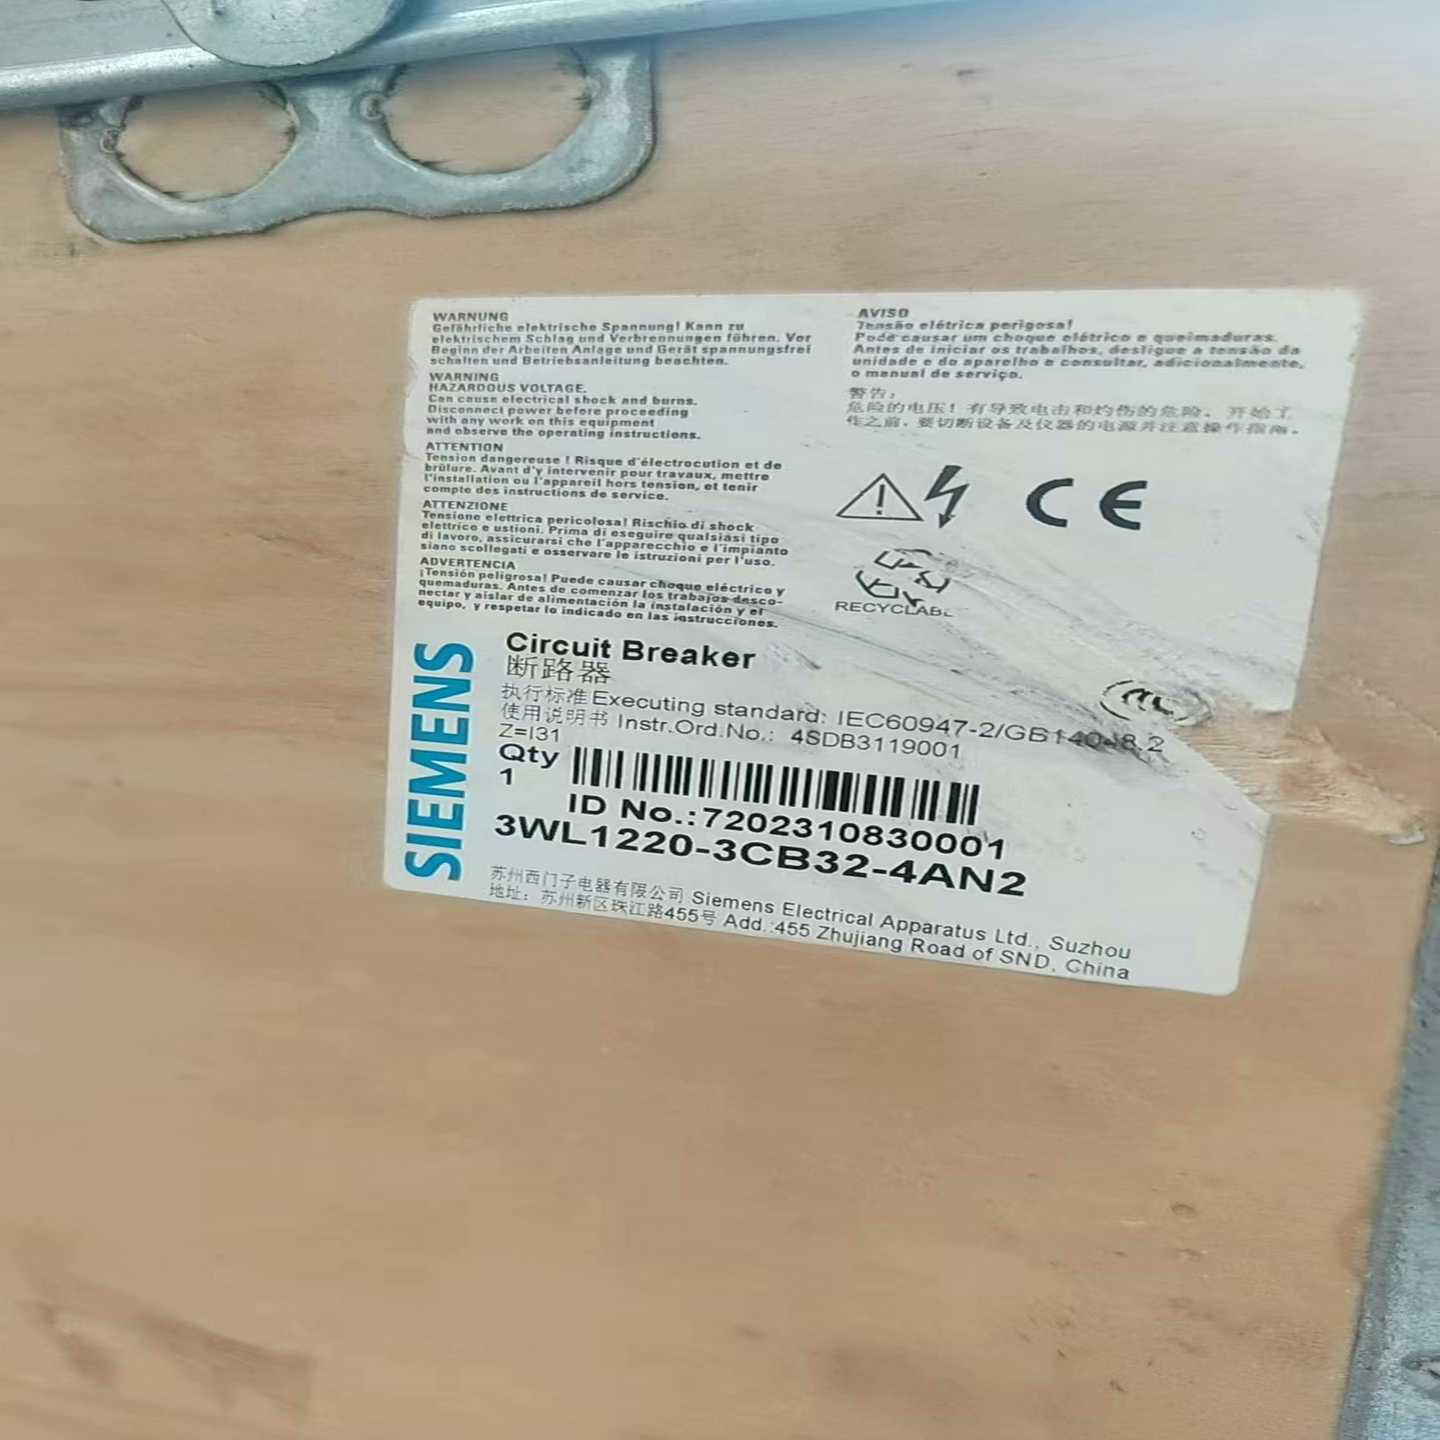 WARNUNG
Gefährliche elektrische Spannung! Kann zu
elektrischem Schlag und Verbrennungen führen. Vor
Beginn der Arbeiten Anlage und Gerät spannungsfrei
schalten und Betriebsanleitung beachten.
WARNING
HAZARDOUS VOLTAGE.
Can cause electrical shock and burns.
Disconnect power before proceeding
with any work on this equipment
and observe the operating instructions.
ATTENTION
Tension dangereuse ! Risque d'électrocution et de
brûlure. Avant d'y intervenir pour travaux, mettre
l'installation ou l'appareil hors tension, et tenir
compte des instructions de service.
ATTENZIONE
Tensione elettrica pericolosa! Rischio di shock
elettrico e ustioni. Prima di eseguire qualsiasi tipo
di lavoro, assicurarsi che l'apparecchio e l'impianto
siano scollegati e osservare le istruzioni per l'uso.
ADVERTENCIA
¡Tensión peligrosa! Puede causar choque eléctrico y
quemaduras. Antes de comenzar los trabajos desco-
nectar y aislar de alimentación la instalación y el
equipo, y respetar lo indicado en las instrucciones.
AVISO
Tensão elétrica perigosa!
Pode causar um choque elétrico e queimaduras.
Antes de iniciar os trabalhos, desligue a tensão da
unidade e do aparelho e consultar, adicionalmente,
o manual de serviço.
警告:
危险的电压! 有导致电击和灼伤的危险。开始工
作之前，要切断设备及仪器的电源并注意操作指南。
CE
RECYCLABL
SIEMENS
Circuit Breaker
断路器
执行标准 Executing standard: IEC60947-2/GB14048.2
使用说明书 Instr.Ord.No.: 4SDB3119001
Z=I31
Qty
1
ID No.:7202310830001
3WL1220-3CB32-4AN2
苏州西门子电器有限公司 Siemens Electrical Apparatus Ltd., Suzhou
地址: 苏州新区珠江路455号 Add.:455 Zhujiang Road of SND, China